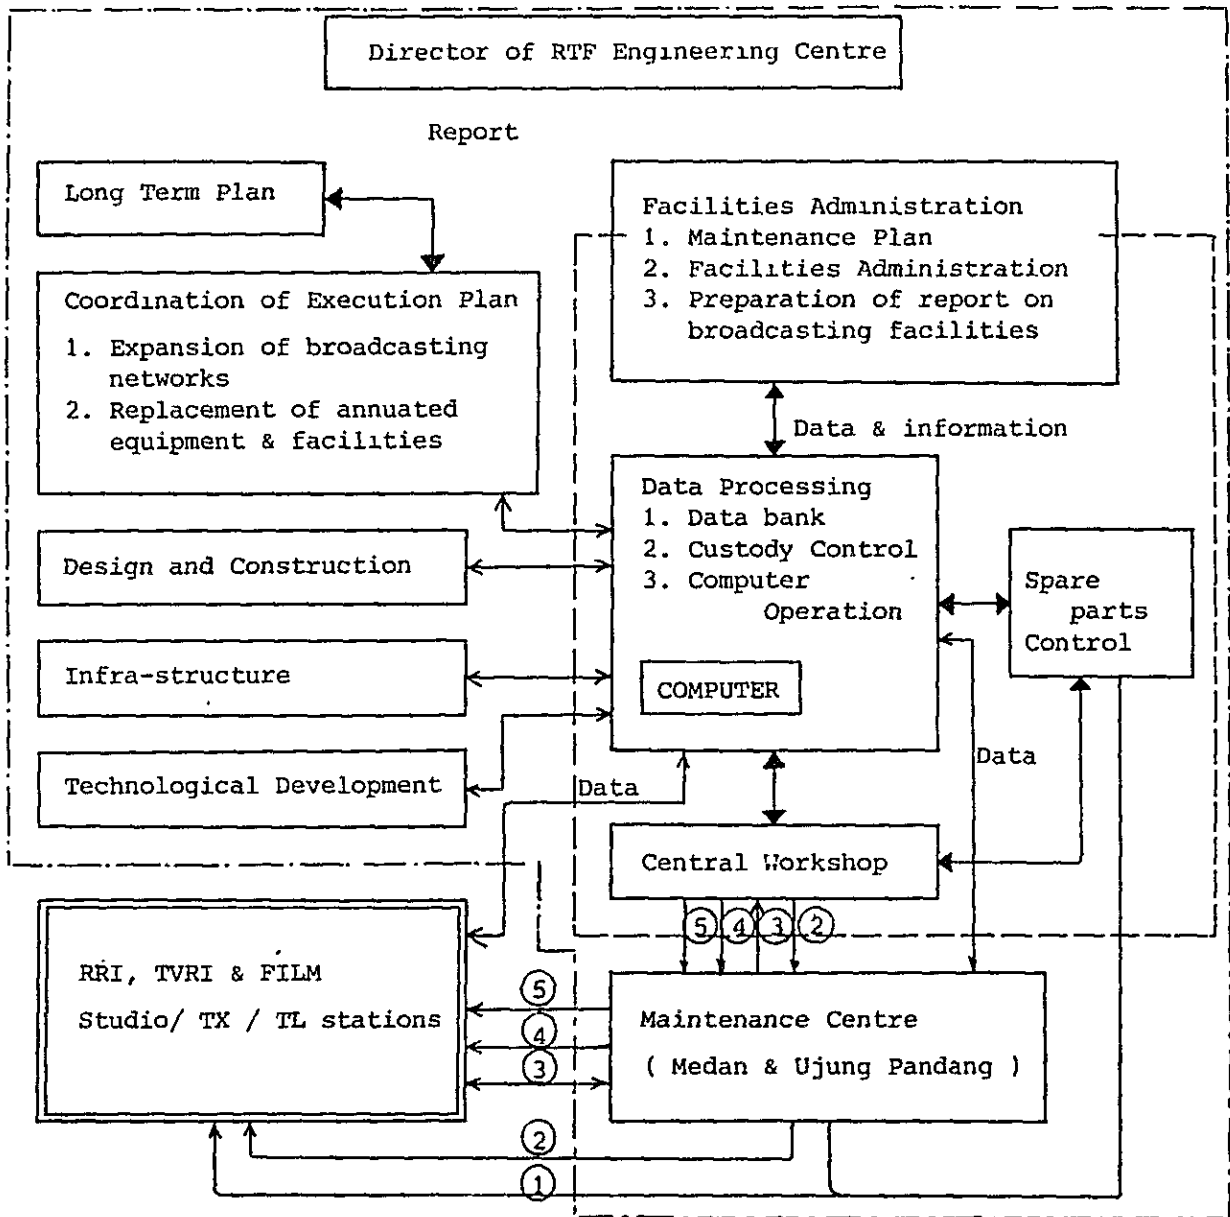 Director of RTF Engineering Centre
Report
Long Term Plan
Facilities Administration
1. Maintenance Plan
2. Facilities Administration
3. Preparation of report on
broadcasting facilities
Coordination of Execution Plan
1. Expansion of broadcasting
networks
2. Replacement of annuated
equipment & facilities
Data & information
Data Processing
1. Data bank
2. Custody Control
3. Computer
Operation
COMPUTER
Design and Construction
Spare
parts
Control
Infra-structure
Technological Development
Data
Data
Central Workshop
5 4 3 2
RRI, TVRI & FILM
Studio/ TX / TL stations
5
4
3
Maintenance Centre
( Medan & Ujung Pandang )
2
1